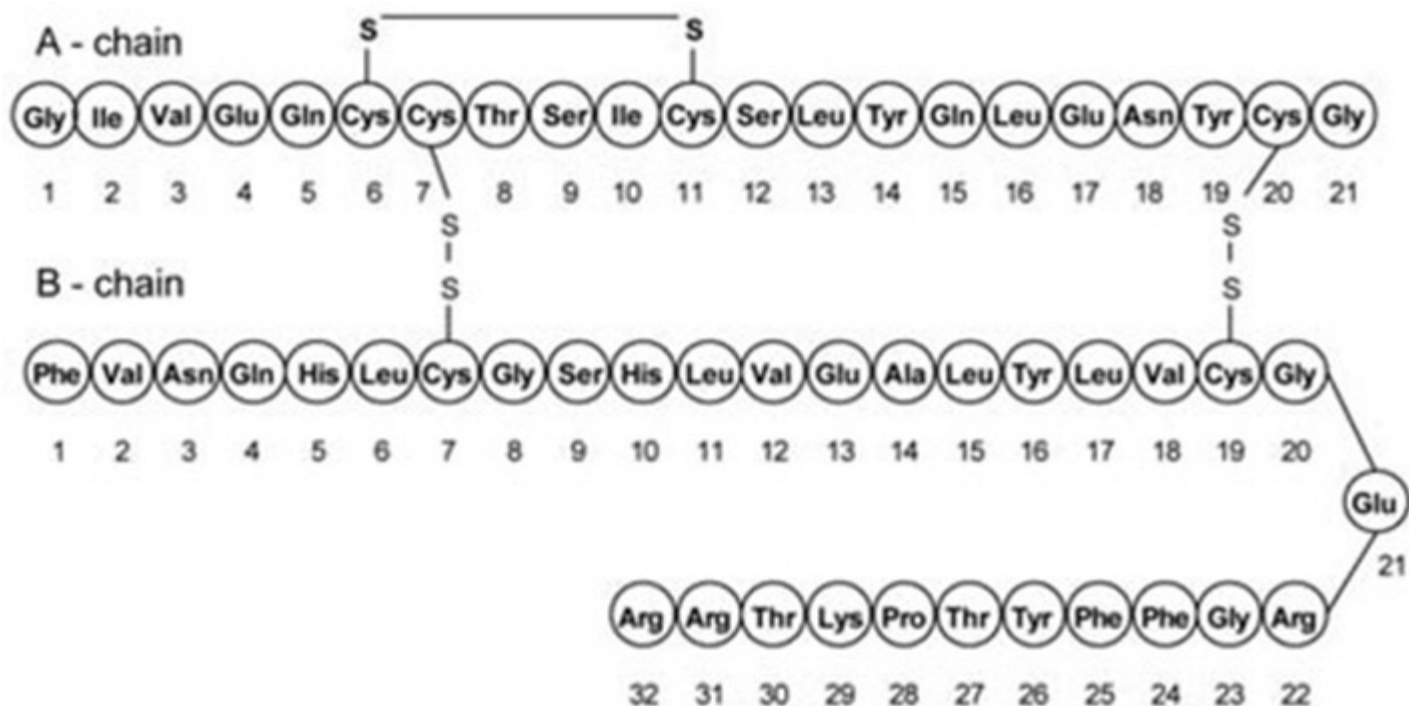 S S
A - chain
Gly Ile Val Glu Gln Cys Cys Thr Ser Ile Cys Ser Leu Tyr Gln Leu Glu Asn Tyr Cys Gly
1 2 3 4 5 6 7 8 9 10 11 12 13 14 15 16 17 18 19 20 21
S S
S S
B - chain
Phe Val Asn Gln His Leu Cys Gly Ser His Leu Val Glu Ala Leu Tyr Leu Val Cys Gly
1 2 3 4 5 6 7 8 9 10 11 12 13 14 15 16 17 18 19 20
Glu
21
Arg Arg Thr Lys Pro Thr Tyr Phe Phe Gly Arg
32 31 30 29 28 27 26 25 24 23 22